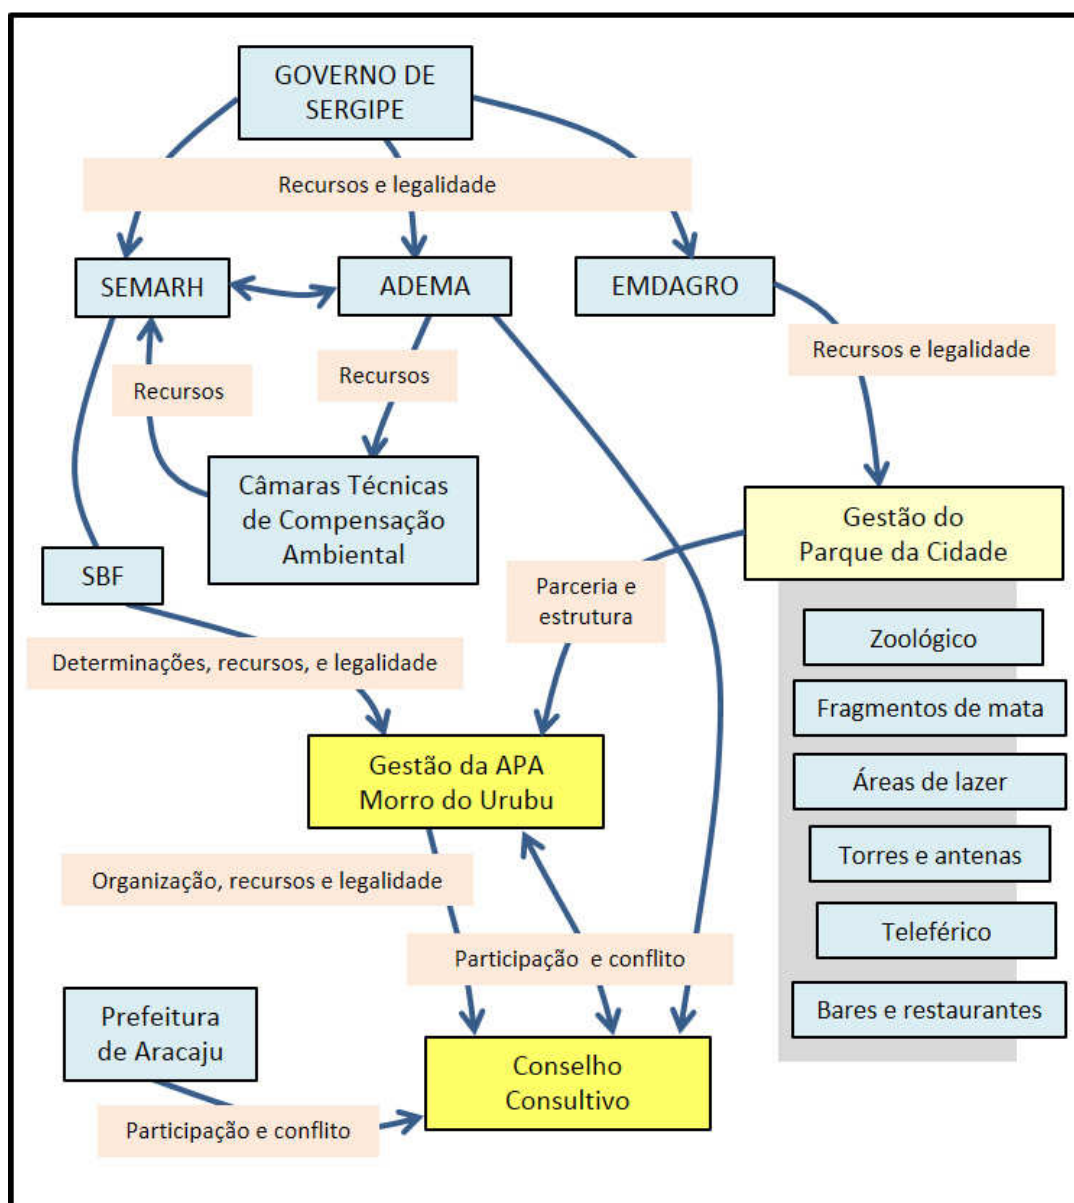 GOVERNO DE
SERGIPE
Recursos e legalidade
SEMARH
ADEMA
EMDAGRO
Recursos e legalidade
Recursos
Recursos
Câmaras Técnicas
de Compensação
Ambiental
Gestão do
Parque da Cidade
SBF
Parceria e
estrutura
Zoológico
Determinações, recursos, e legalidade
Fragmentos de mata
Gestão da APA
Morro do Urubu
Áreas de lazer
Torres e antenas
Organização, recursos e legalidade
Teleférico
Participação e conflito
Bares e restaurantes
Prefeitura
de Aracaju
Conselho
Consultivo
Participação e conflito